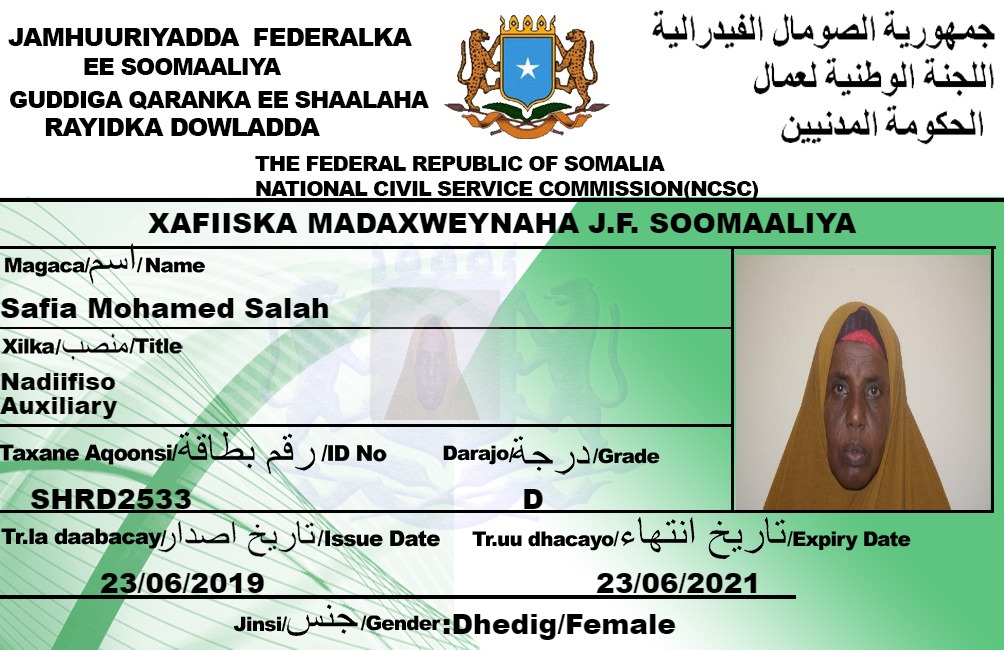 JAMHUURIYADDA FEDERALKA
EE SOOMAALIYA
GUDDIGA QARANKA EE SHAALAHA
RAYIDKA DOWLADDA
جمهورية الصومال الفيدرالية
اللجنة الوطنية لعمال
الحكومة المدنيين
THE FEDERAL REPUBLIC OF SOMALIA
NATIONAL CIVIL SERVICE COMMISSION(NCSC)
XAFIISKA MADAXWEYNAHA J.F. SOOMAALIYA
Magaca/اسم/Name
Safia Mohamed Salah
Xilka/منصب/Title
Nadiifiso
Auxiliary
Taxane Aqoonsi/رقم بطاقة/ID No
SHRD2533
Darajo/درجة/Grade
D
Tr.la daabacay/تاريخ اصدار/Issue Date
23/06/2019
Tr.uu dhacayo/تاريخ انتهاء/Expiry Date
23/06/2021
Jinsi/جنس/Gender:Dhedig/Female